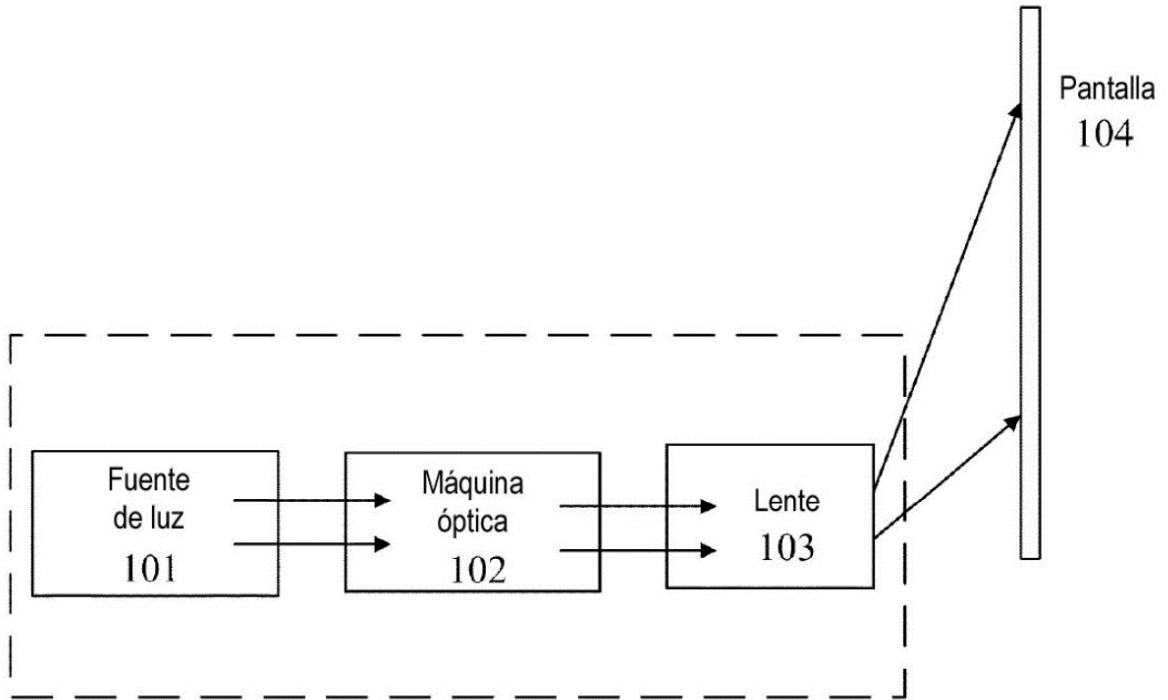 Pantalla
104
Fuente
de luz
101
Máquina
óptica
102
Lente
103